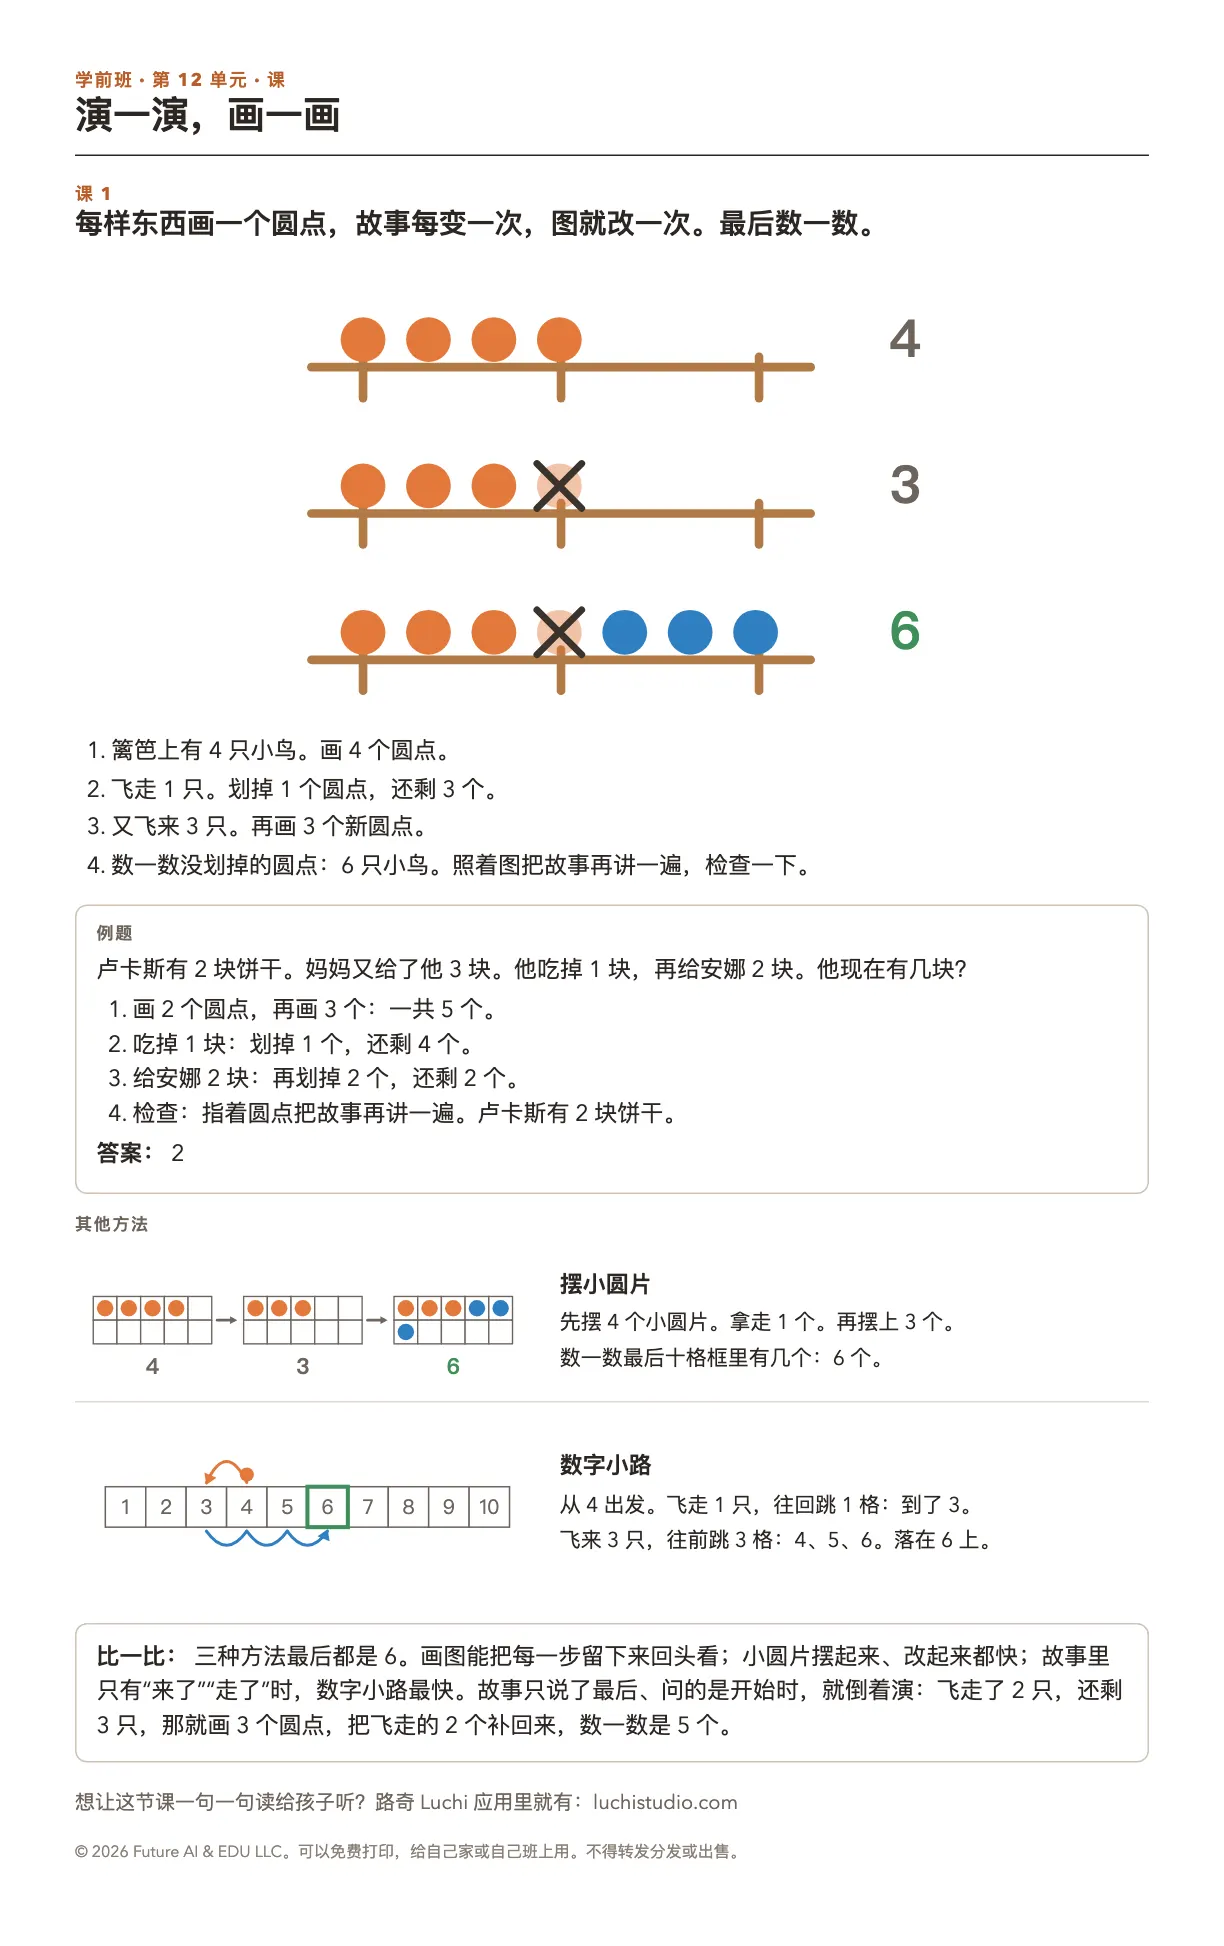 学前班 · 第 12 单元 · 课
演一演，画一画
课 1
每样东西画一个圆点，故事每变一次，图就改一次。最后数一数。
4
3
6
1. 篱笆上有 4 只小鸟。画 4 个圆点。
2. 飞走 1 只。划掉 1 个圆点，还剩 3 个。
3. 又飞来 3 只。再画 3 个新圆点。
4. 数一数没划掉的圆点：6 只小鸟。照着图把故事再讲一遍，检查一下。
例题
卢卡斯有 2 块饼干。妈妈又给了他 3 块。他吃掉 1 块，再给安娜 2 块。他现在有几块？
1. 画 2 个圆点，再画 3 个：一共 5 个。
2. 吃掉 1 块：划掉 1 个，还剩 4 个。
3. 给安娜 2 块：再划掉 2 个，还剩 2 个。
4. 检查：指着圆点把故事再讲一遍。卢卡斯有 2 块饼干。
答案： 2
其他方法
4 3 6
摆小圆片
先摆 4 个小圆片。拿走 1 个。再摆上 3 个。
数一数最后十格框里有几个：6 个。
1 2 3 4 5 6 7 8 9 10
数字小路
从 4 出发。飞走 1 只，往回跳 1 格：到了 3。
飞来 3 只，往前跳 3 格：4、5、6。落在 6 上。
比一比： 三种方法最后都是 6。画图能把每一步留下来回头看；小圆片摆起来、改起来都快；故事里
只有“来了”“走了”时，数字小路最快。故事只说了最后、问的是开始时，就倒着演：飞走了 2 只，还剩
3 只，那就画 3 个圆点，把飞走的 2 个补回来，数一数是 5 个。
想让这节课一句一句读给孩子听？路奇 Luchi 应用里就有：luchistudio.com
© 2026 Future AI & EDU LLC。可以免费打印，给自己家或自己班上用。不得转发分发或出售。